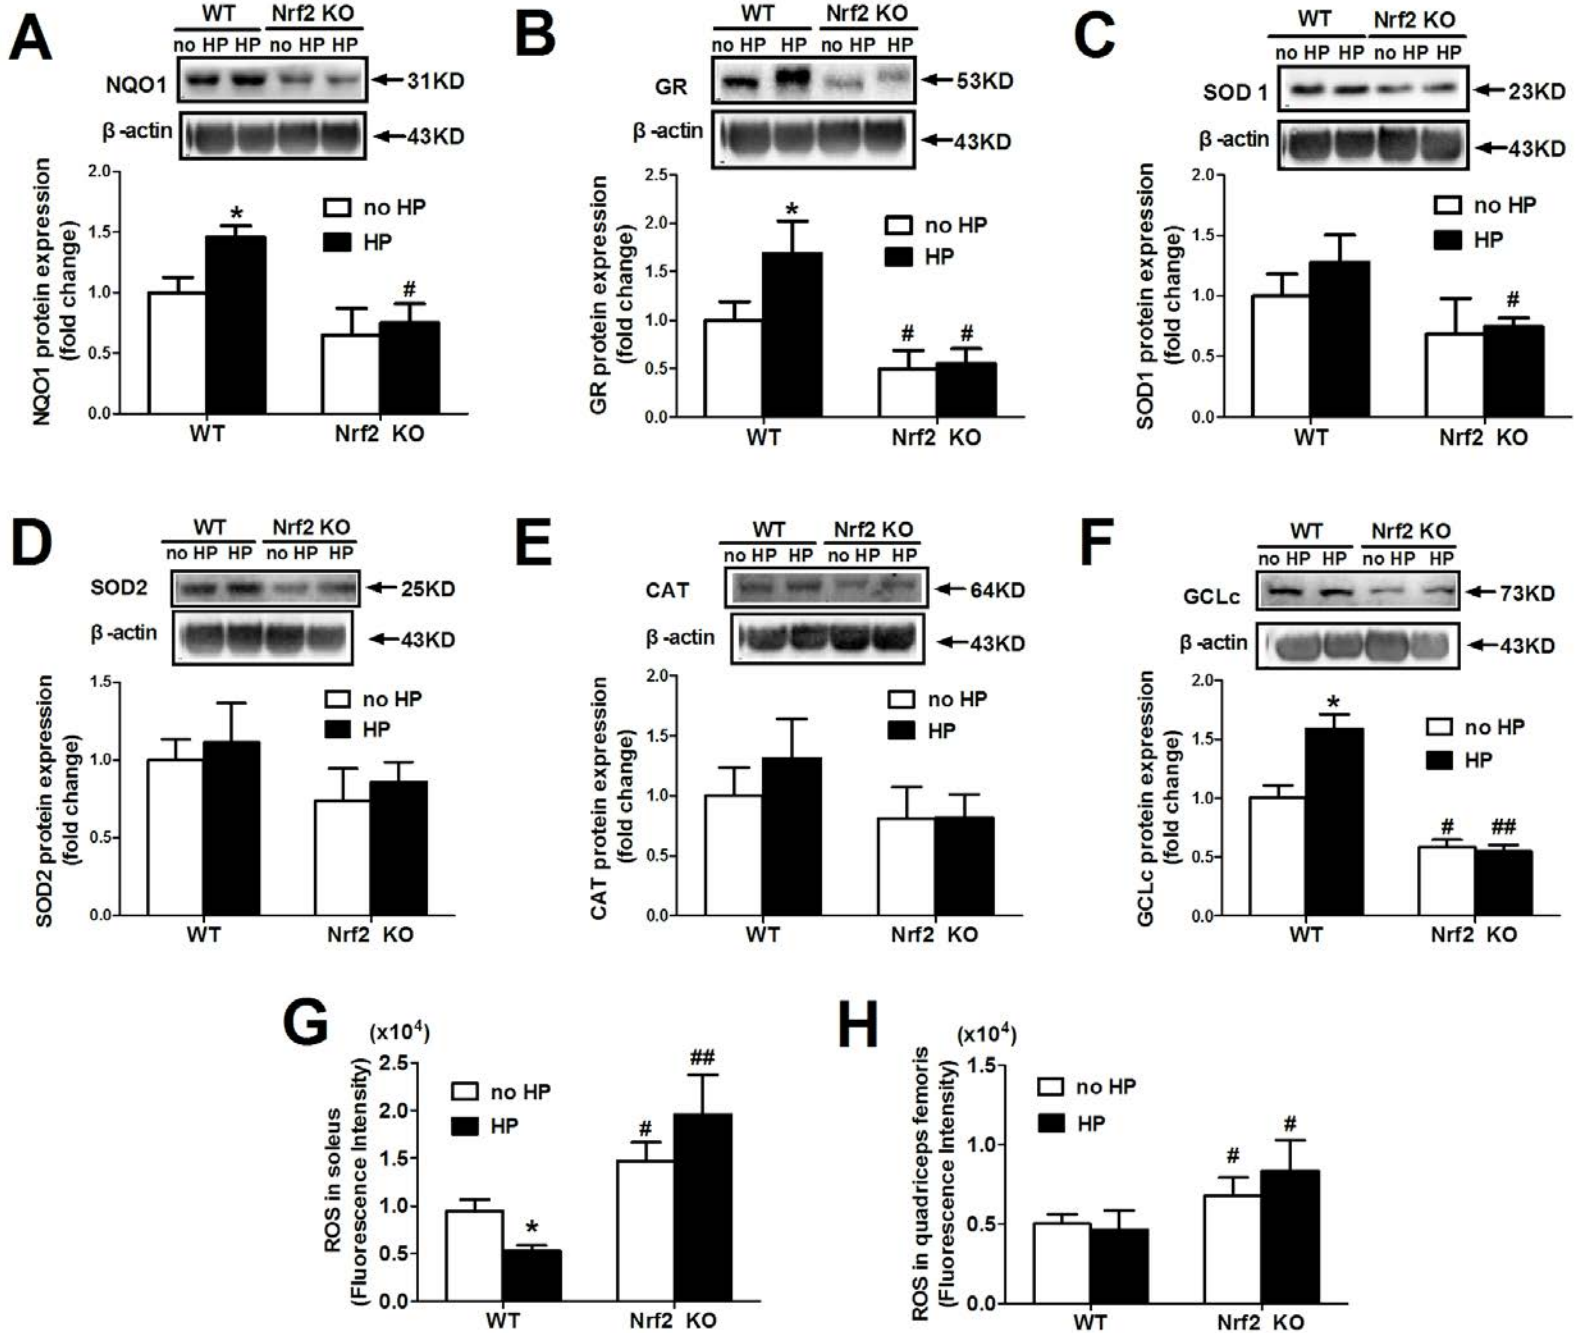 A
WT Nrf2 KO
no HP HP no HP HP
NQO1 31KD
β-actin 43KD
NQO1 protein expression
(fold change)
2.0
1.5
1.0
0.5
0.0
no HP
HP
*
#
WT Nrf2 KO
B
WT Nrf2 KO
no HP HP no HP HP
GR 53KD
β-actin 43KD
GR protein expression
(fold change)
2.5
2.0
1.5
1.0
0.5
0.0
no HP
HP
*
# #
WT Nrf2 KO
C
WT Nrf2 KO
no HP HP no HP HP
SOD 1 23KD
β-actin 43KD
SOD1 protein expression
(fold change)
2.0
1.5
1.0
0.5
0.0
no HP
HP
#
WT Nrf2 KO
D
WT Nrf2 KO
no HP HP no HP HP
SOD2 25KD
β-actin 43KD
SOD2 protein expression
(fold change)
1.5
1.0
0.5
0.0
no HP
HP
WT Nrf2 KO
E
WT Nrf2 KO
no HP HP no HP HP
CAT 64KD
β-actin 43KD
CAT protein expression
(fold change)
2.0
1.5
1.0
0.5
0.0
no HP
HP
WT Nrf2 KO
F
WT Nrf2 KO
no HP HP no HP HP
GCLc 73KD
β-actin 43KD
GCLc protein expression
(fold change)
2.0
1.5
1.0
0.5
0.0
no HP
HP
*
# ##
WT Nrf2 KO
G
(x10⁴)
ROS in soleus
(Fluorescence Intensity)
2.5
2.0
1.5
1.0
0.5
0.0
no HP
HP
*
# ##
WT Nrf2 KO
H
(x10⁴)
ROS in quadriceps femoris
(Fluorescence Intensity)
1.5
1.0
0.5
0.0
no HP
HP
# #
WT Nrf2 KO